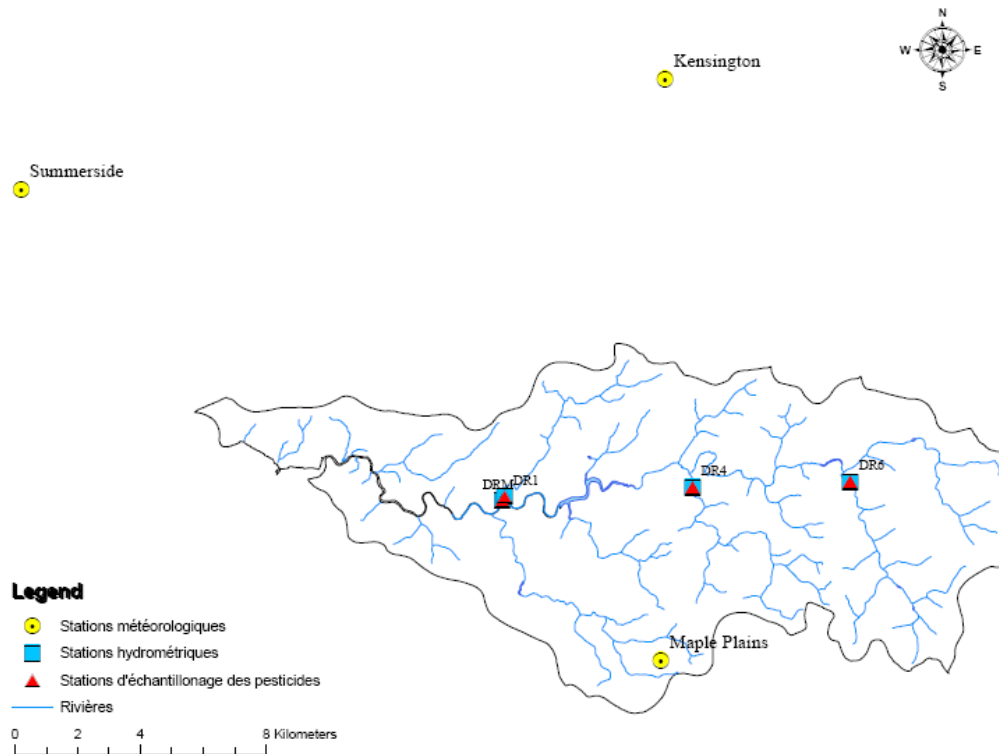 N
W E
S
Kensington
Summerside
DRM DR1
DR4
DR6
Maple Plains
Legend
Stations météorologiques
Stations hydrométriques
Stations d'échantillonage des pesticides
Rivières
0 2 4 8 Kilometers